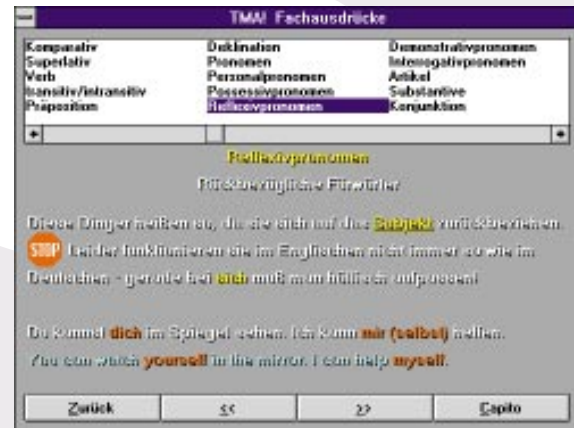 TMA! Fachausdrücke
Komparativ Deklination Demonstrativpronomen
Superlativ Pronomen Interrogativpronomen
Verb Personalpronomen Artikel
transitiv/intransitiv Possessivpronomen Substantive
Präposition Reflexivpronomen Konjunktion
Reflexivpronomen
Rückbezügliche Fürwörter
Diese Dinger heißen so, da sie sich auf das Subjekt zurückbeziehen.
STOP Leider funktionieren sie im Englischen nicht immer so wie im
Deutschen - gerade bei sich muß man höllisch aufpassen!
Du kannst dich im Spiegel sehen. Ich kann mir (selbst) helfen.
You can watch yourself in the mirror. I can help myself.
Zurück << >> Capito